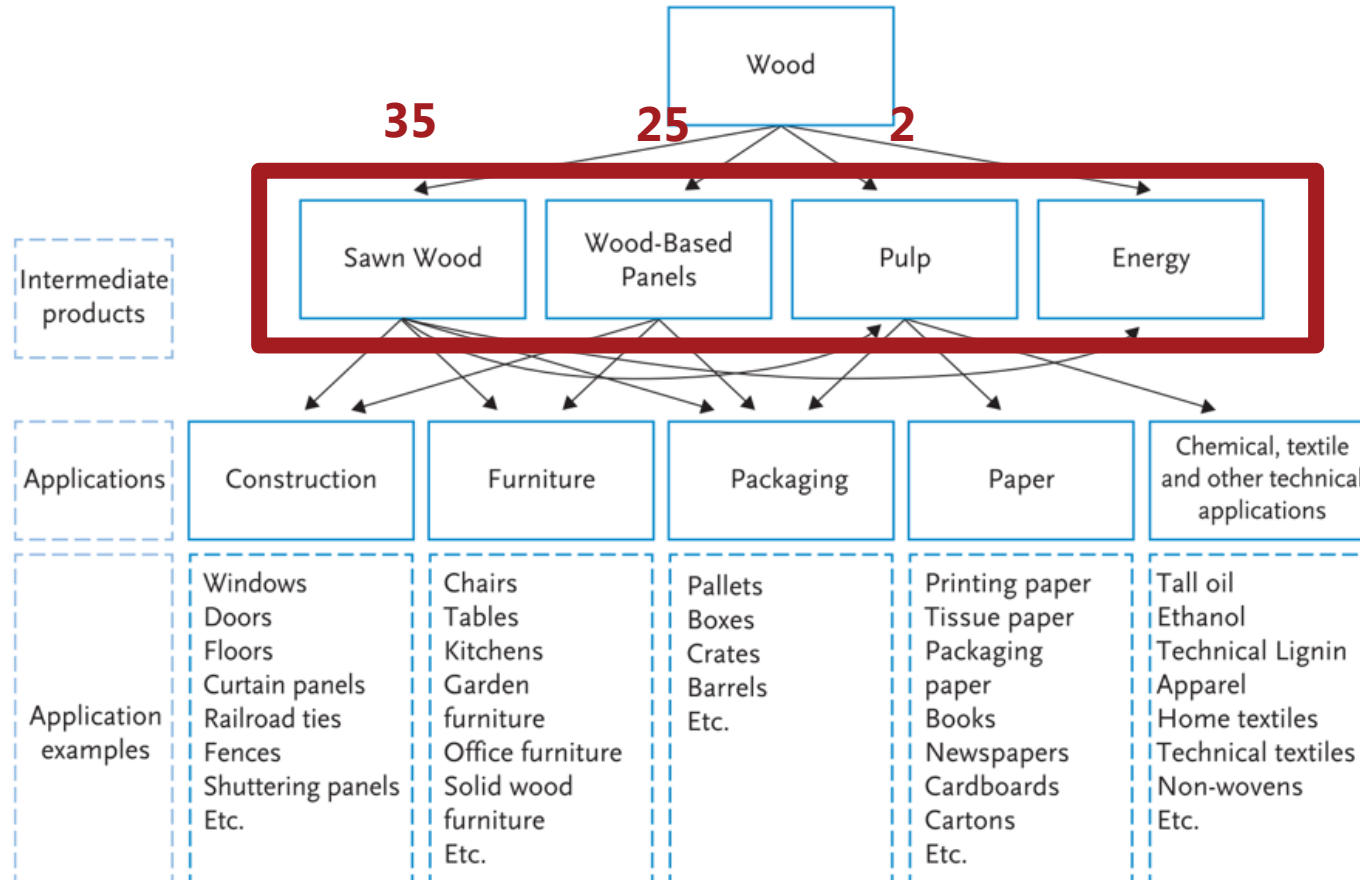 Wood
35
25
2
Intermediate
products
Sawn Wood
Wood-Based
Panels
Pulp
Energy
Applications
Construction
Furniture
Packaging
Paper
Chemical, textile
and other technical
applications
Application
examples
Windows
Doors
Floors
Curtain panels
Railroad ties
Fences
Shuttering panels
Etc.
Chairs
Tables
Kitchens
Garden
furniture
Office furniture
Solid wood
furniture
Etc.
Pallets
Boxes
Crates
Barrels
Etc.
Printing paper
Tissue paper
Packaging
paper
Books
Newspapers
Cardboards
Cartons
Etc.
Tall oil
Ethanol
Technical Lignin
Apparel
Home textiles
Technical textiles
Non-wovens
Etc.